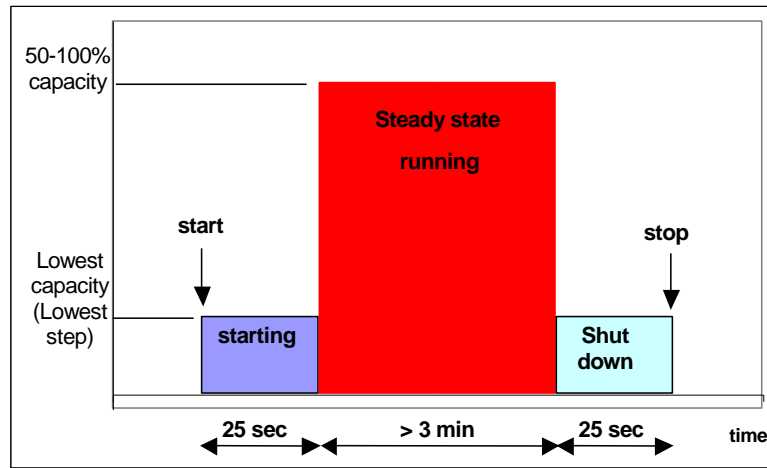 50-100%
capacity
Steady state
running
start
stop
Lowest
capacity
(Lowest
step)
starting
Shut
down
25 sec
> 3 min
25 sec
time